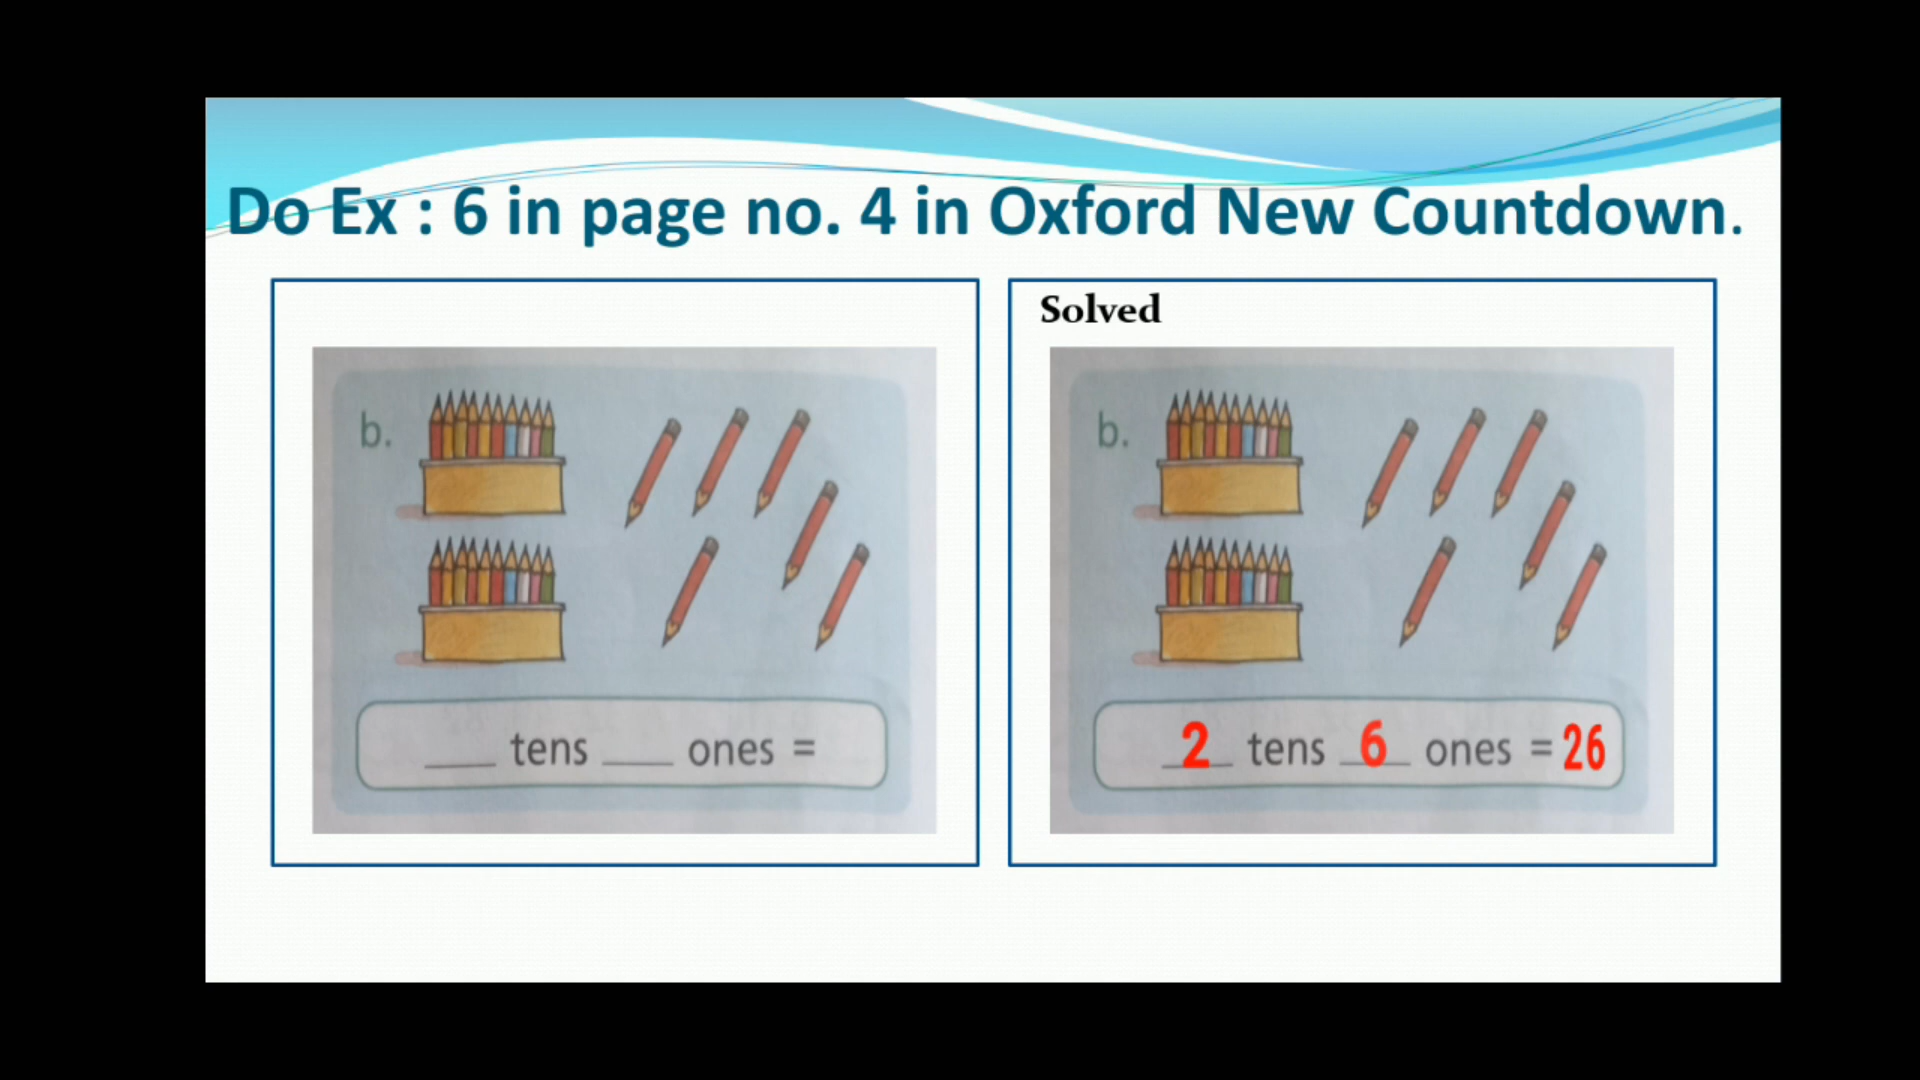 Do Ex : 6 in page no. 4 in Oxford New Countdown.
b.
____ tens ____ ones =
Solved
b.
2 tens 6 ones = 26